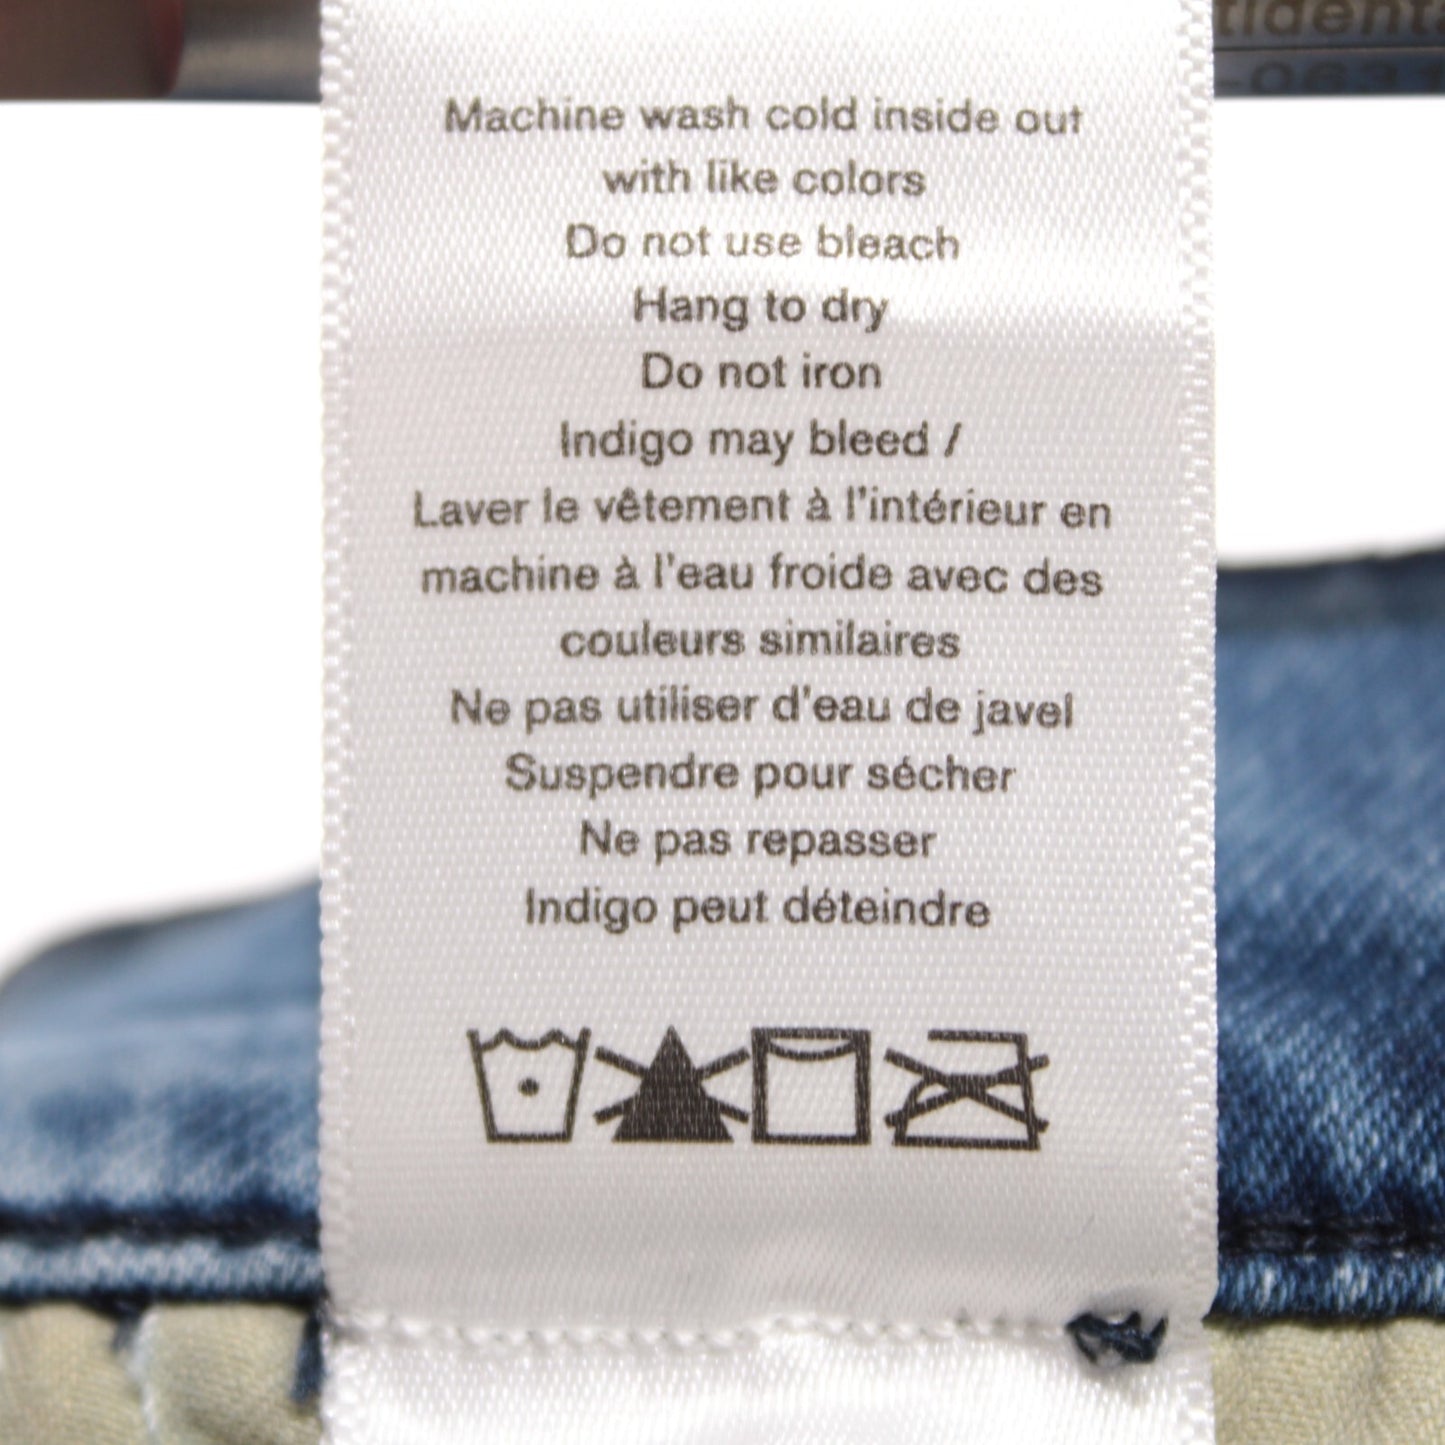 Machine wash cold inside out
with like colors
Do not use bleach
Hang to dry
Do not iron
Indigo may bleed /
Laver le vêtement à l'intérieur en
machine à l'eau froide avec des
couleurs similaires
Ne pas utiliser d'eau de javel
Suspendre pour sécher
Ne pas repasser
Indigo peut déteindre